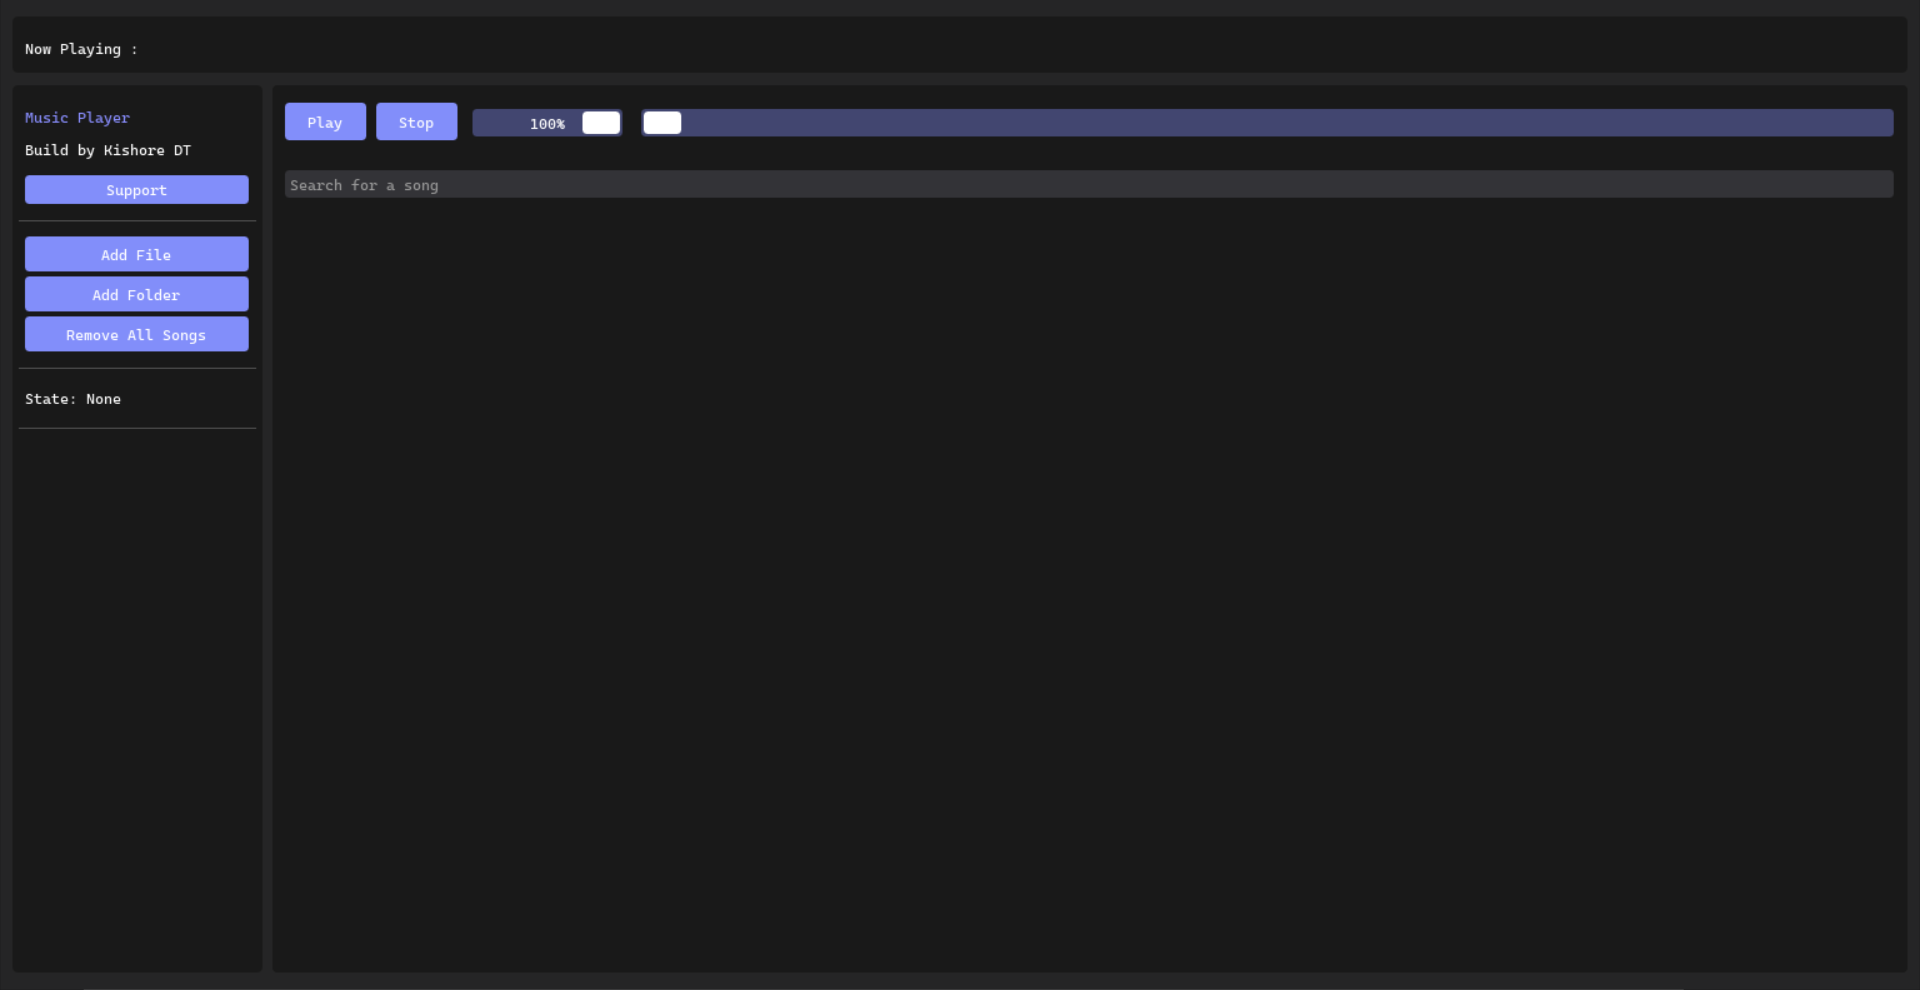 Now Playing :
Music Player
Build by Kishore DT
Support
Add File
Add Folder
Remove All Songs
State: None
Play
Stop
100%
Search for a song